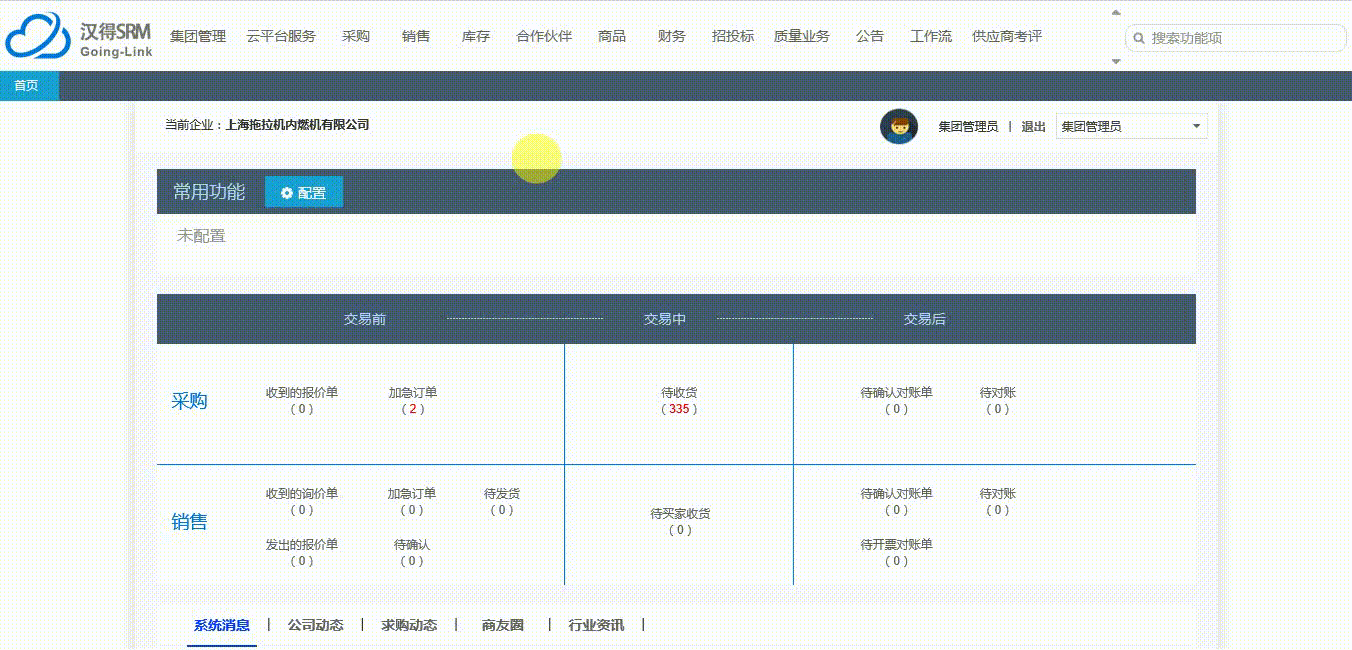 汉得SRM
Going-Link
集团管理 云平台服务 采购 销售 库存 合作伙伴 商品 财务 招投标 质量业务 公告 工作流 供应商考评
搜索功能项
首页
当前企业：上海拖拉机内燃机有限公司
集团管理员 | 退出 集团管理员
常用功能 配置
未配置
交易前 交易中 交易后
采购
收到的报价单 加急订单 待收货 待确认对账单 待对账
( 0 ) ( 2 ) ( 335 ) ( 0 ) ( 0 )
销售
收到的询价单 加急订单 待发货 待买家收货 待确认对账单 待对账
( 0 ) ( 0 ) ( 0 ) ( 0 ) ( 0 ) ( 0 )
发出的报价单 待确认 待开票对账单
( 0 ) ( 0 ) ( 0 )
系统消息 | 公司动态 | 求购动态 | 商友圈 | 行业资讯 |